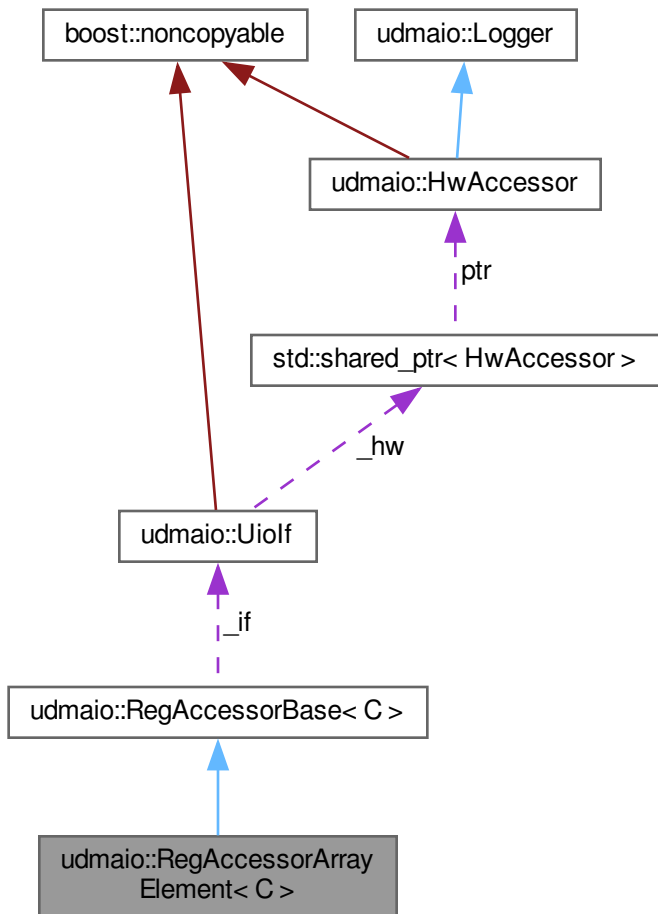 boost::noncopyable
udmaio::Logger
udmaio::HwAccessor
ptr
std::shared_ptr< HwAccessor >
_hw
udmaio::UioIf
_if
udmaio::RegAccessorBase< C >
udmaio::RegAccessorArray
Element< C >